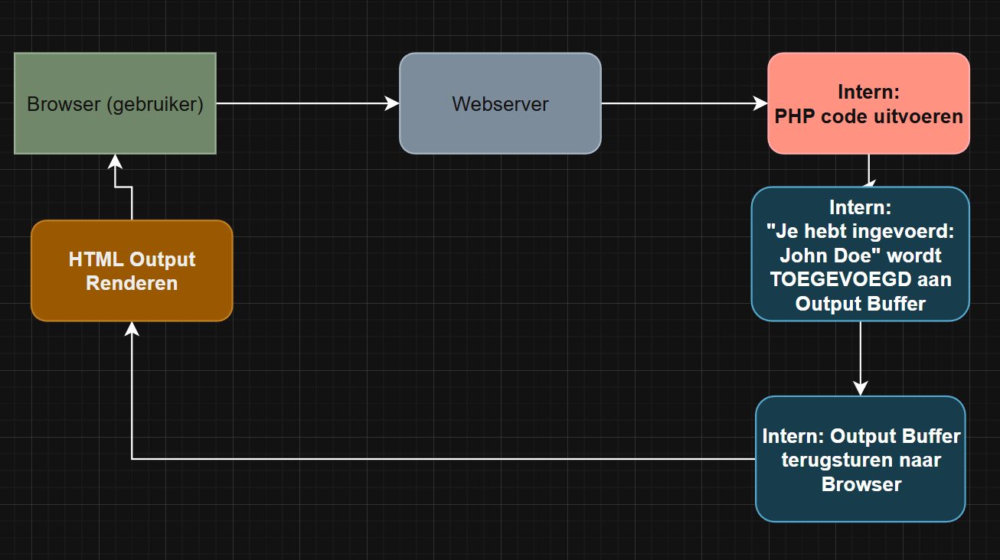 Browser (gebruiker)
Webserver
Intern:
PHP code uitvoeren
Intern:
"Je hebt ingevoerd:
John Doe" wordt
TOEGEVOEGD aan
Output Buffer
HTML Output
Renderen
Intern: Output Buffer
terugsturen naar
Browser